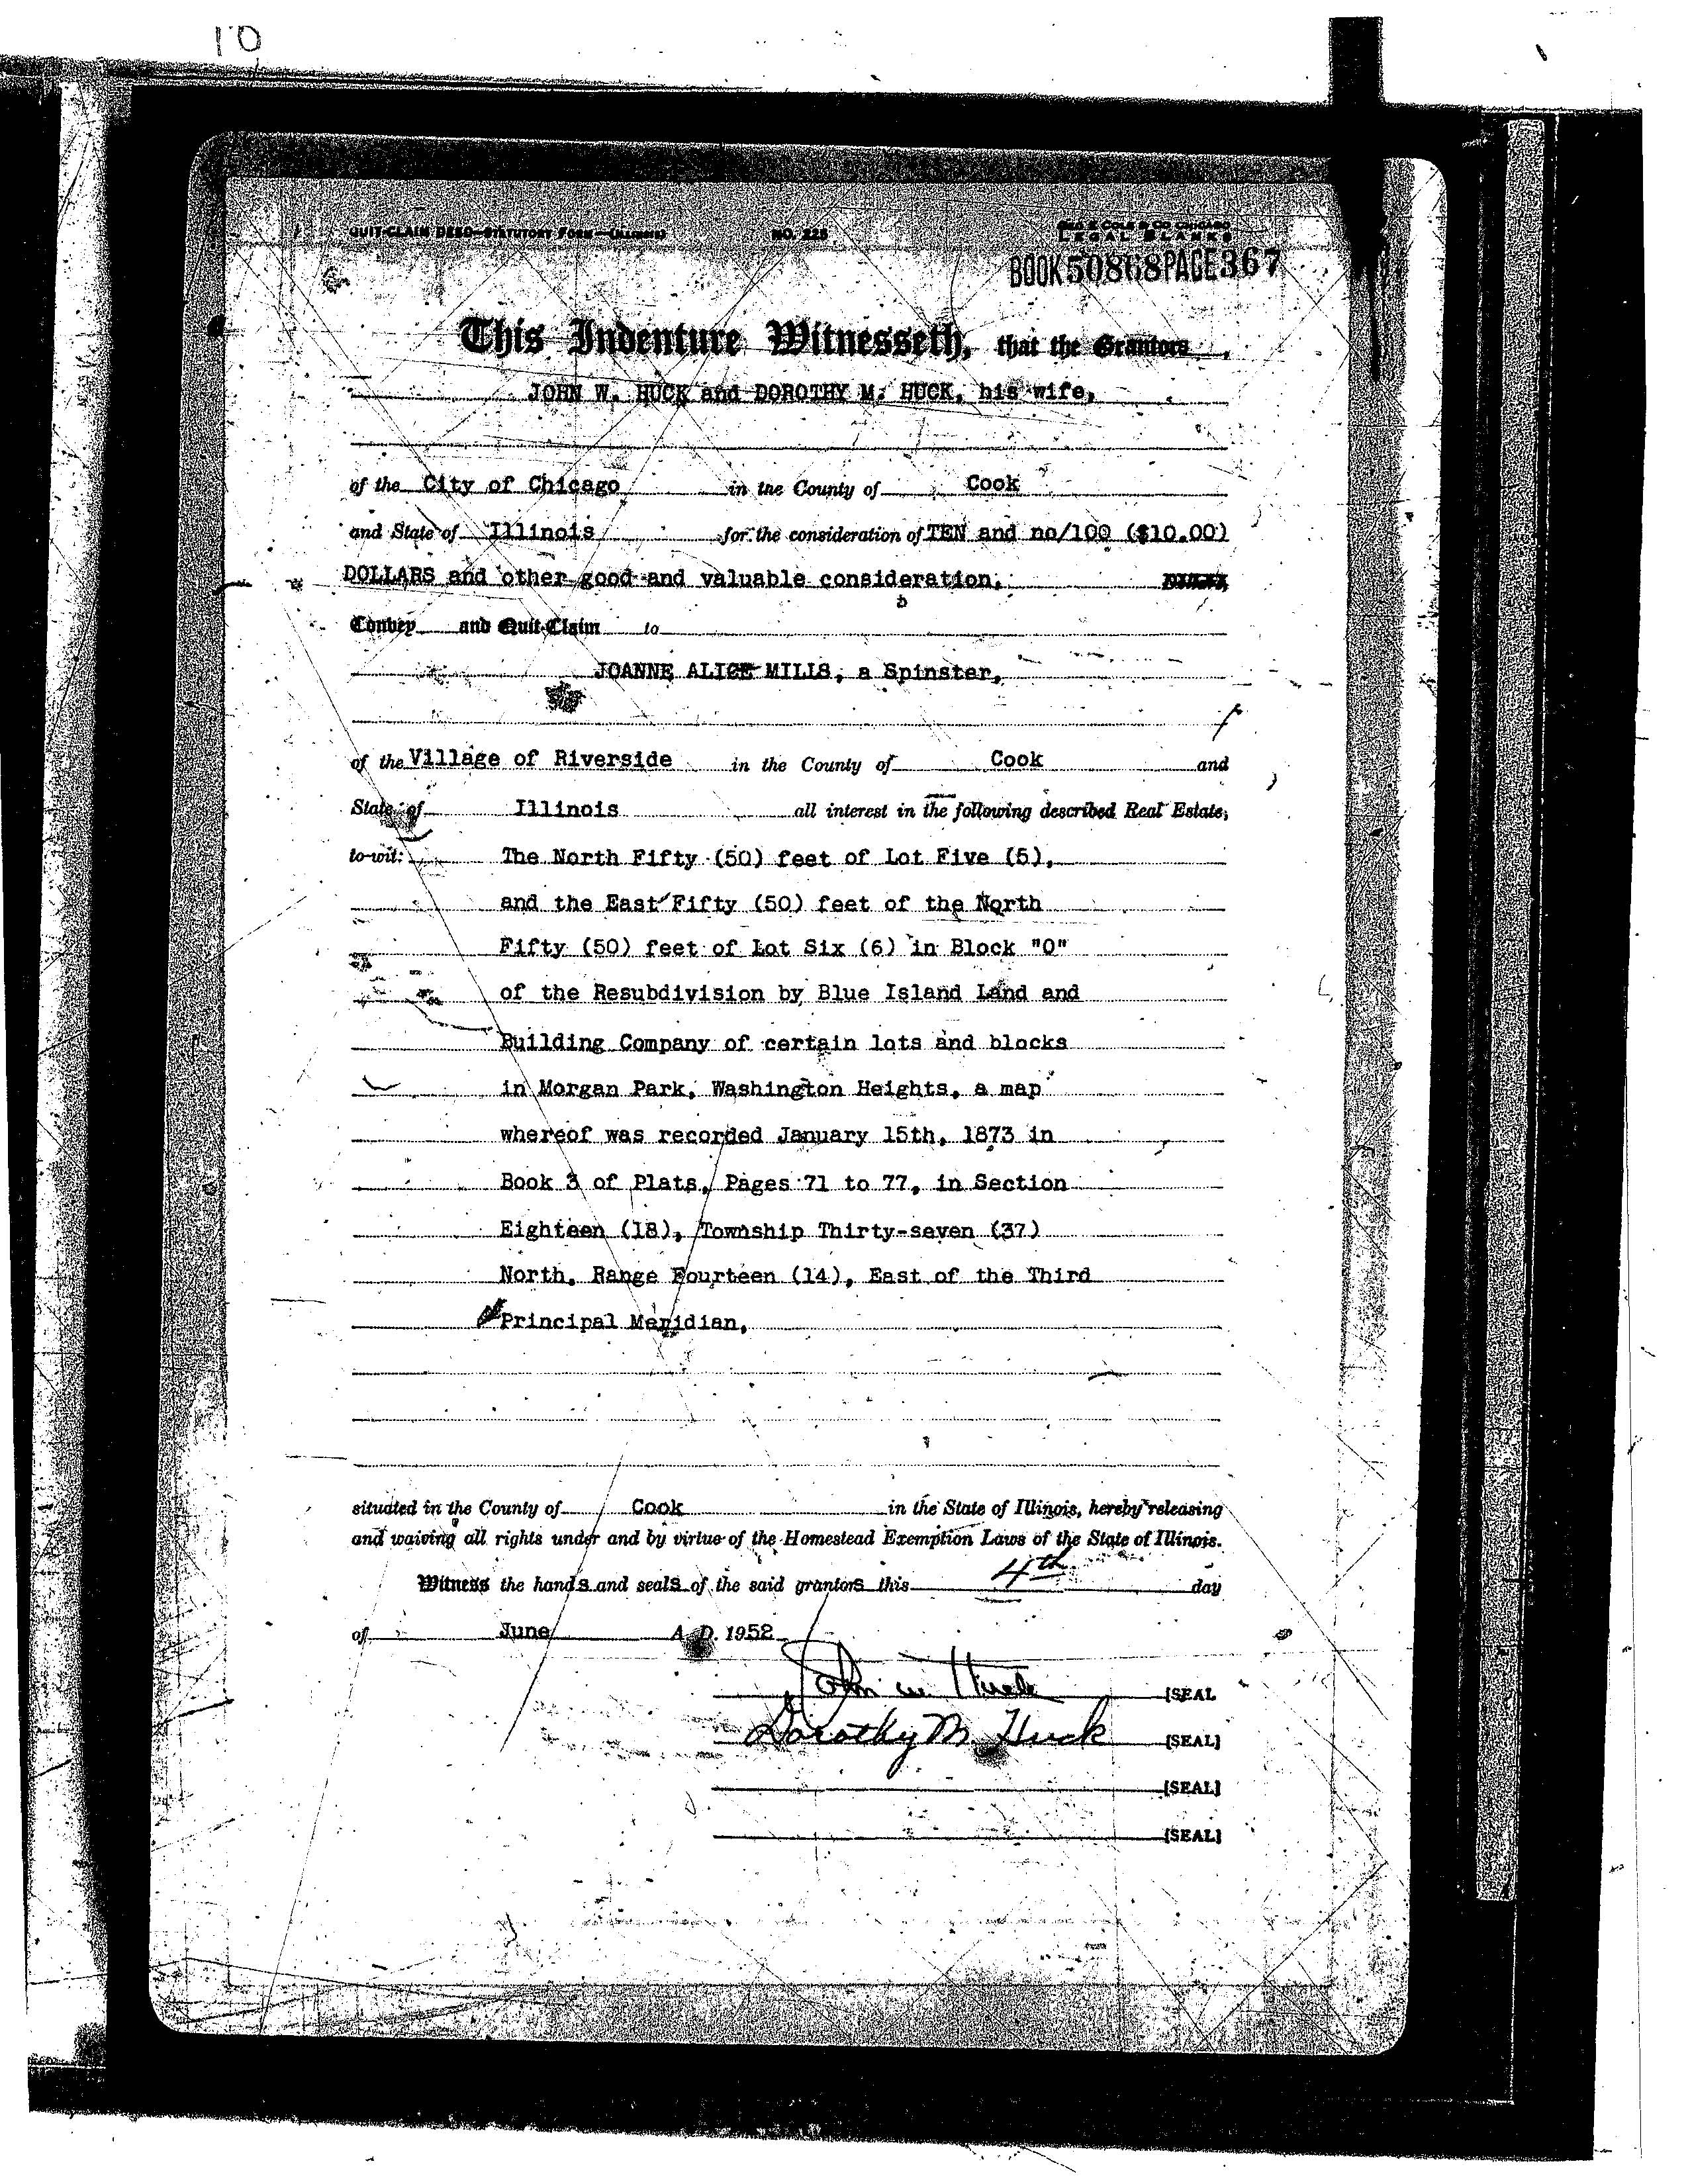 10
QUIT-CLAIM DEED—STATUTORY FORM—(ILLINOIS) NO. 225 GEO E COLE & CO CHICAGO
LEGAL BLANKS
BOOK 50868 PAGE 367
This Indenture Witnesseth, that the Grantors,
JOHN W. HUCK and DOROTHY M. HUCK, his wife,
of the City of Chicago in the County of Cook
and State of Illinois for the consideration of TEN and no/100 ($10.00)
DOLLARS and other good and valuable consideration,
Convey and Quit-Claim to
JOANNE ALICE MILLS, a Spinster,
of the Village of Riverside in the County of Cook and
State of Illinois all interest in the following described Real Estate,
to-wit: The North Fifty (50) feet of Lot Five (5),
and the East Fifty (50) feet of the North
Fifty (50) feet of Lot Six (6) in Block "O"
of the Resubdivision by Blue Island Land and
Building Company of certain lots and blocks
in Morgan Park, Washington Heights, a map
whereof was recorded January 15th, 1873 in
Book 3 of Plats, Pages 71 to 77, in Section
Eighteen (18), Township Thirty-seven (37)
North, Range Fourteen (14), East of the Third
Principal Meridian,
situated in the County of Cook in the State of Illinois, hereby releasing
and waiving all rights under and by virtue of the Homestead Exemption Laws of the State of Illinois.
Witness the hands and seals of the said grantors this 4th day
of June A. D. 1952
John W. Huck [SEAL
Dorothy M. Huck [SEAL]
[SEAL]
[SEAL]